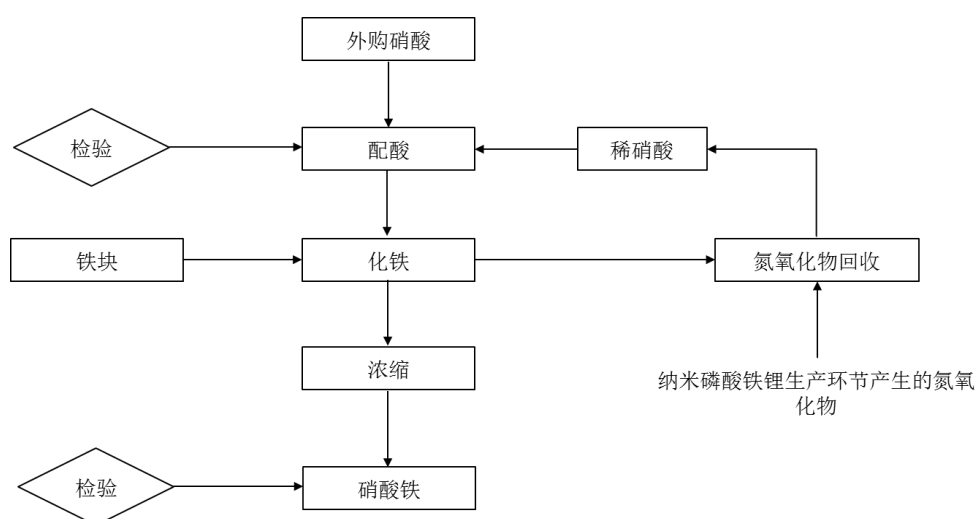 外购硝酸
检验
配酸
稀硝酸
铁块
化铁
氮氧化物回收
浓缩
纳米磷酸铁锂生产环节产生的氮氧
化物
检验
硝酸铁